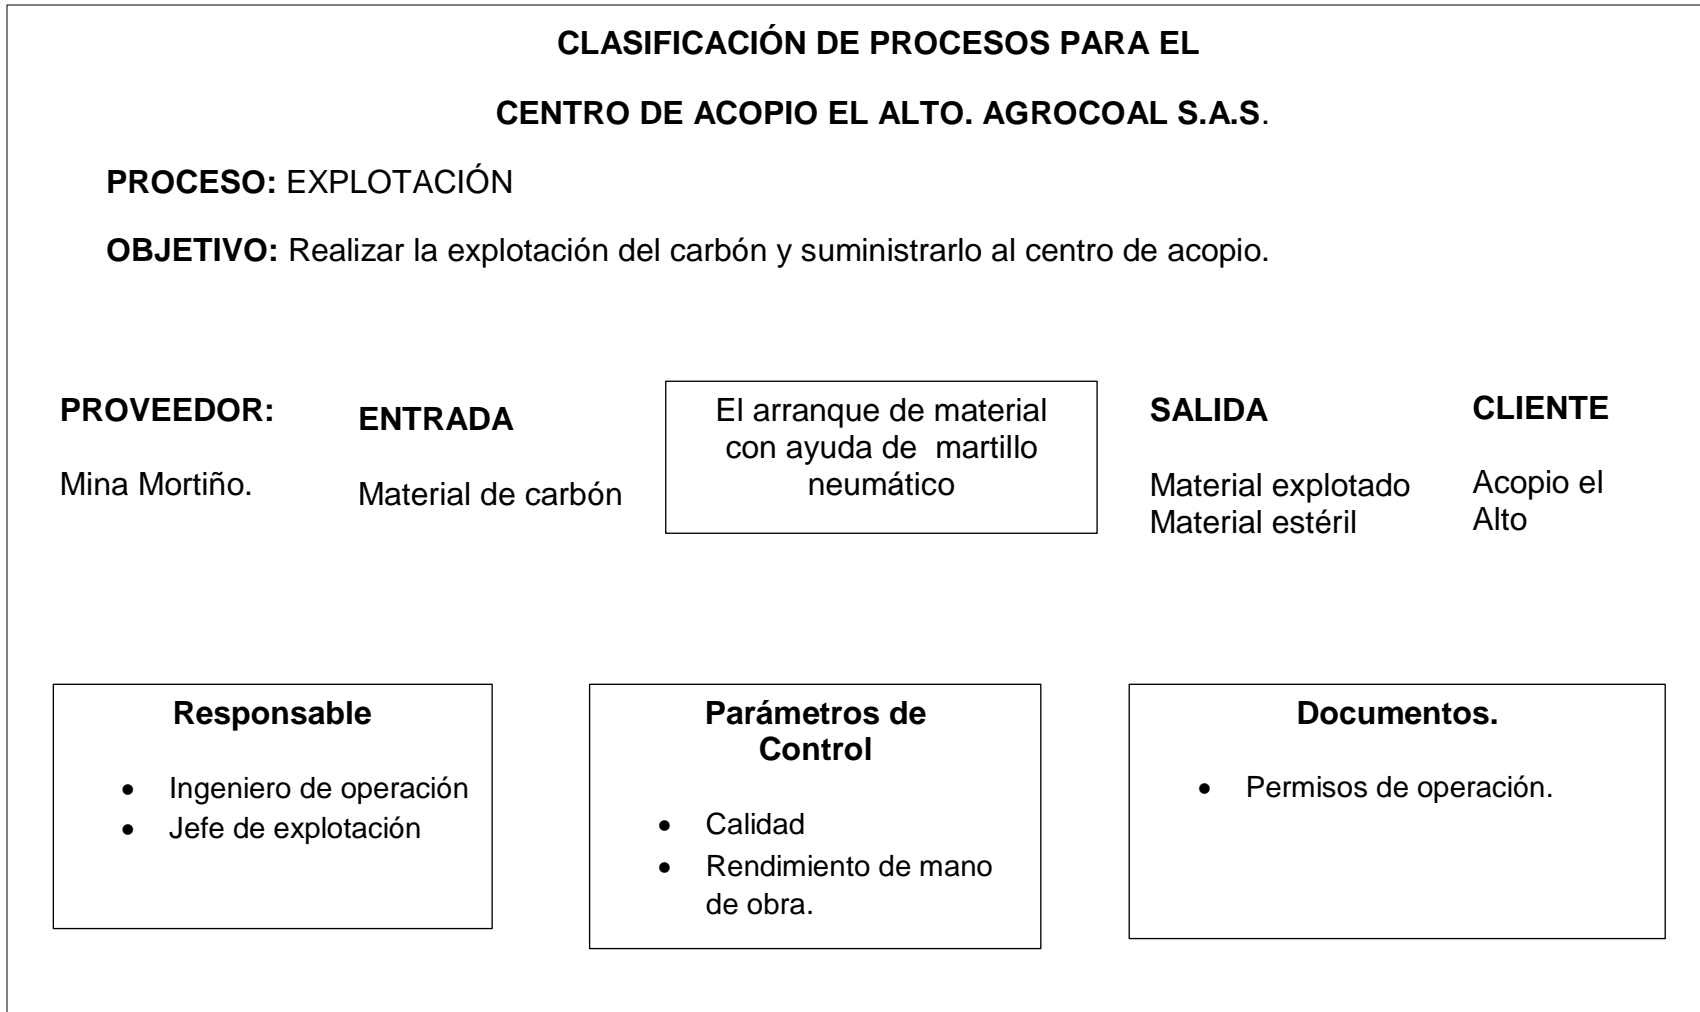 CLASIFICACIÓN DE PROCESOS PARA EL
CENTRO DE ACOPIO EL ALTO. AGROCOAL S.A.S.
PROCESO: EXPLOTACIÓN
OBJETIVO: Realizar la explotación del carbón y suministrarlo al centro de acopio.
PROVEEDOR:
Mina Mortiño.
ENTRADA
Material de carbón
El arranque de material
con ayuda de martillo
neumático
SALIDA
Material explotado
Material estéril
CLIENTE
Acopio el
Alto
Responsable
• Ingeniero de operación
• Jefe de explotación
Parámetros de
Control
• Calidad
• Rendimiento de mano
de obra.
Documentos.
• Permisos de operación.